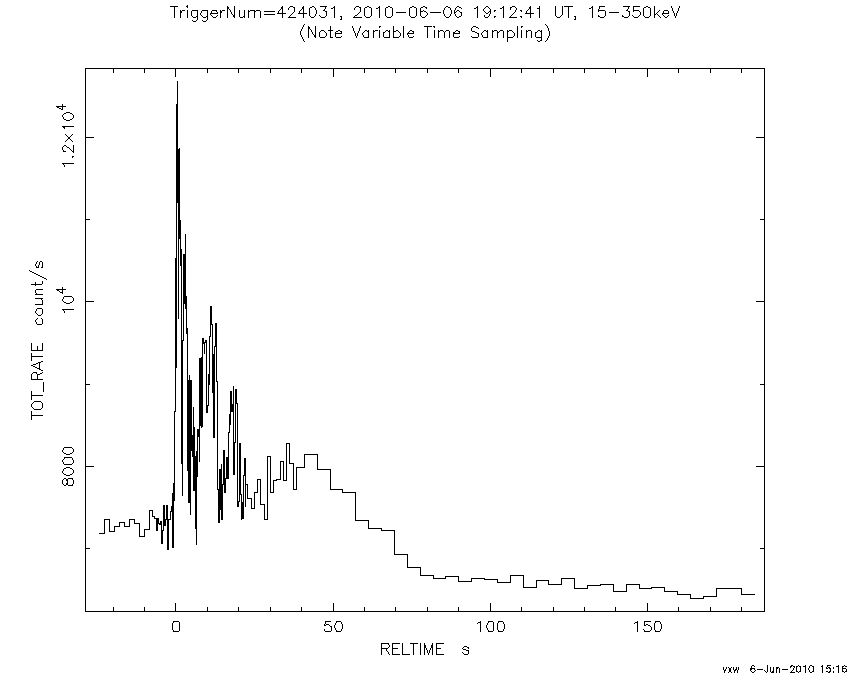 TriggerNum=424031, 2010-06-06 19:12:41 UT, 15-350keV
(Note Variable Time Sampling)
TOT_RATE count/s
1.2×10⁴
10⁴
8000
0 50 100 150
RELTIME s
vxw 6-Jun-2010 15:16